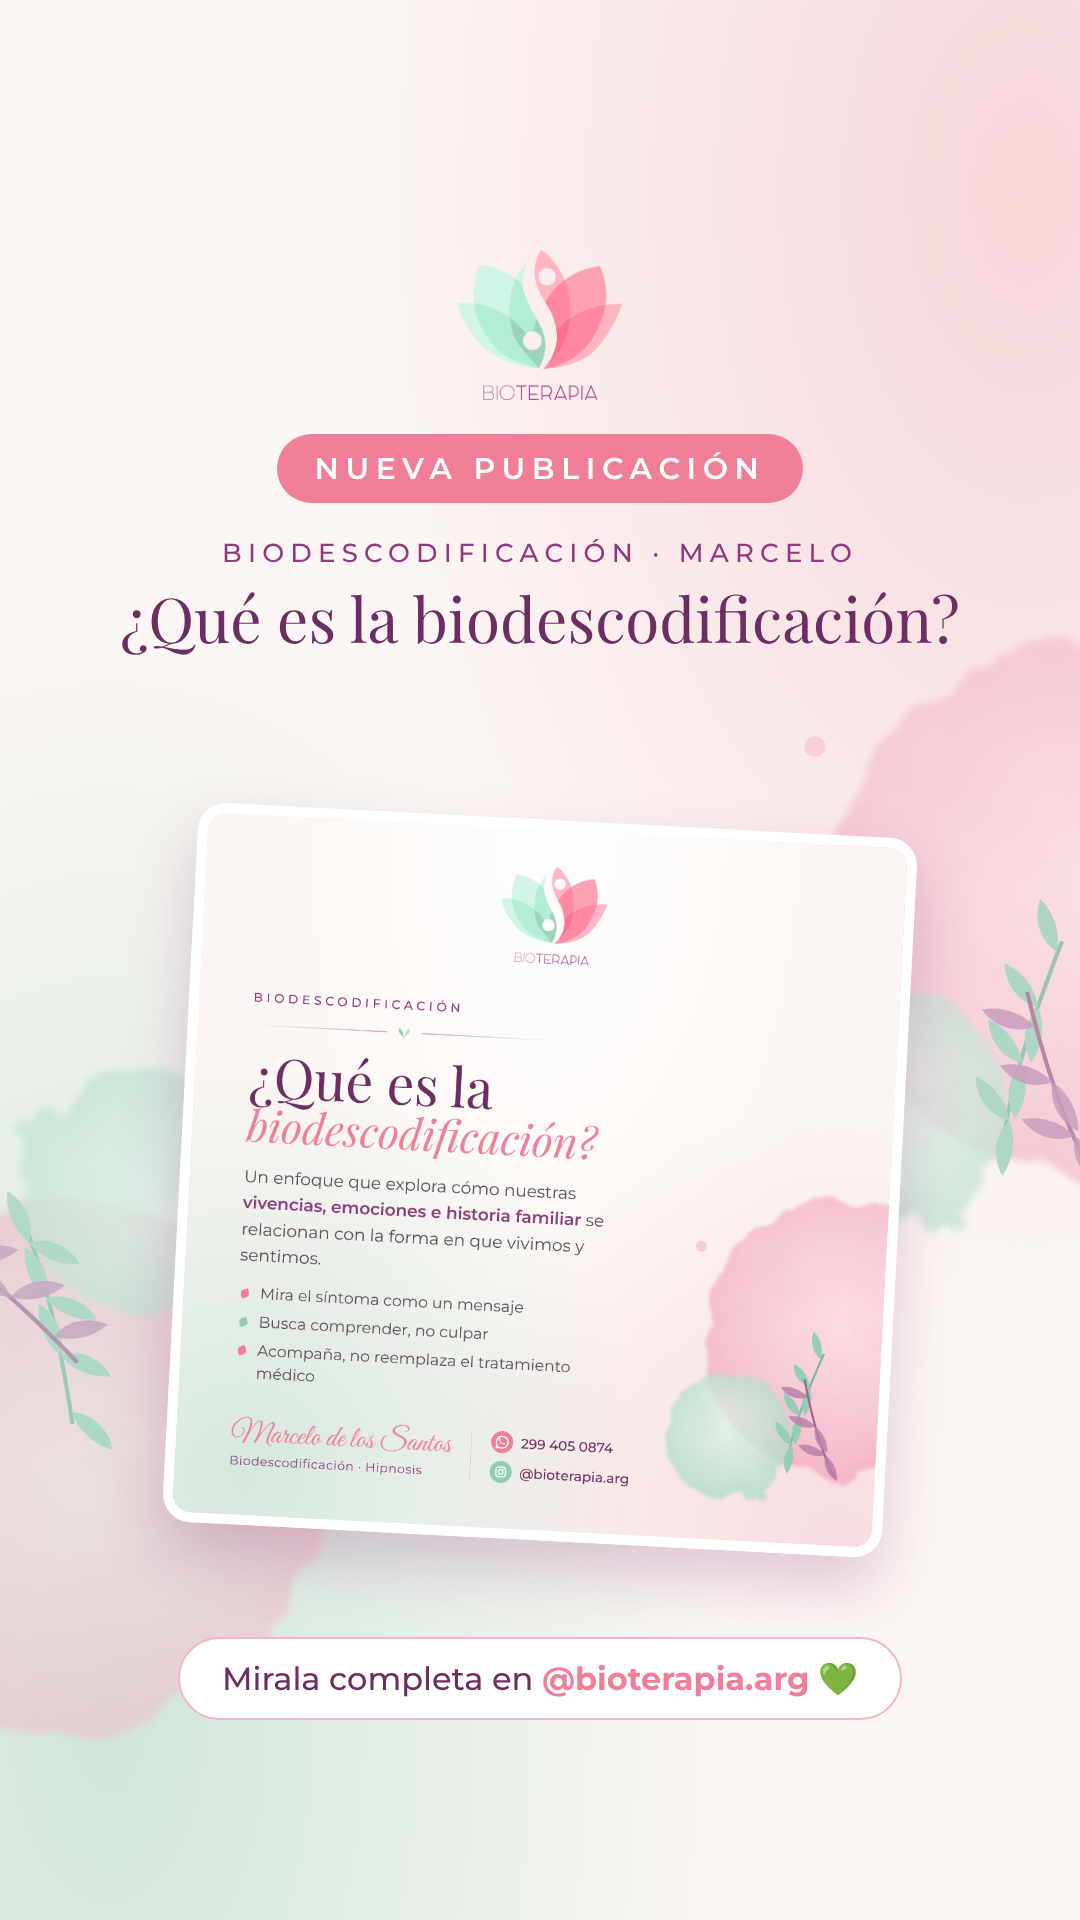 BIOTERAPIA
NUEVA PUBLICACIÓN
BIODESCODIFICACIÓN · MARCELO
¿Qué es la biodescodificación?
BIOTERAPIA
BIODESCODIFICACIÓN
¿Qué es la
biodescodificación?
Un enfoque que explora cómo nuestras
vivencias, emociones e historia familiar se
relacionan con la forma en que vivimos y
sentimos.
Mira el síntoma como un mensaje
Busca comprender, no culpar
Acompaña, no reemplaza el tratamiento
médico
Marcelo de los Santos
Biodescodificación · Hipnosis
299 405 0874
@bioterapia.arg
Mirala completa en @bioterapia.arg 💚